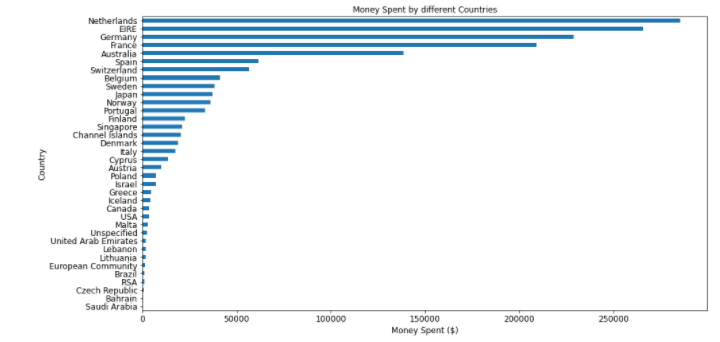 Money Spent by different Countries
Netherlands
EIRE
Germany
France
Australia
Spain
Switzerland
Belgium
Sweden
Japan
Norway
Portugal
Finland
Singapore
Channel Islands
Denmark
Italy
Cyprus
Austria
Poland
Israel
Greece
Iceland
Canada
USA
Malta
Unspecified
United Arab Emirates
Lebanon
Lithuania
European Community
Brazil
RSA
Czech Republic
Bahrain
Saudi Arabia
Country
0 50000 100000 150000 200000 250000
Money Spent ($)